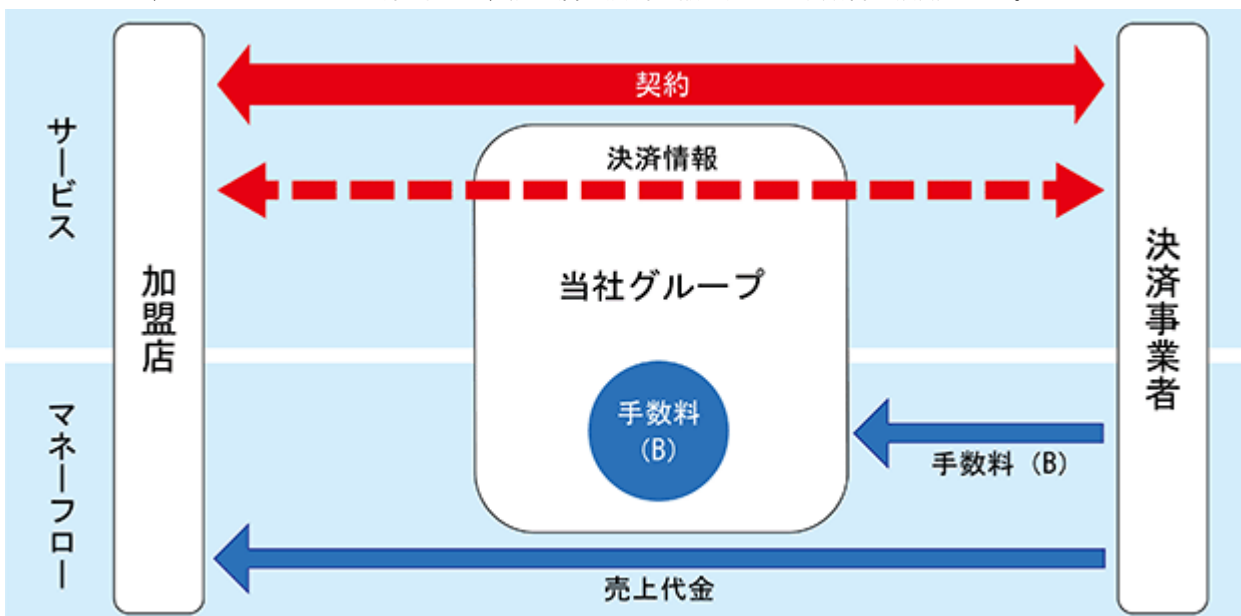 契約
サービス
決済情報
加盟店
当社グループ
決済事業者
マネーフロー
手数料
(B)
手数料 (B)
売上代金